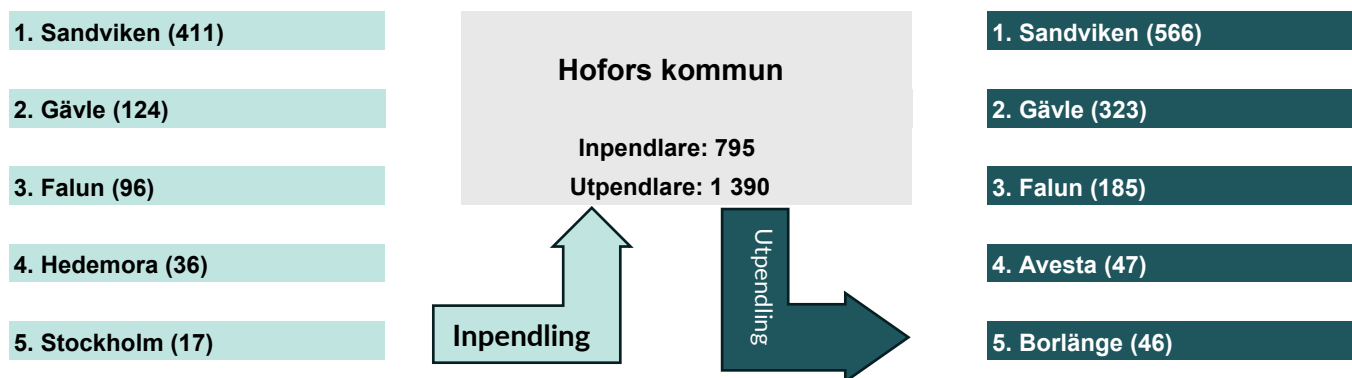 1. Sandviken (411)
2. Gävle (124)
3. Falun (96)
4. Hedemora (36)
5. Stockholm (17)
Hofors kommun
Inpendlare: 795
Utpendlare: 1 390
Inpendling
Utpendling
1. Sandviken (566)
2. Gävle (323)
3. Falun (185)
4. Avesta (47)
5. Borlänge (46)